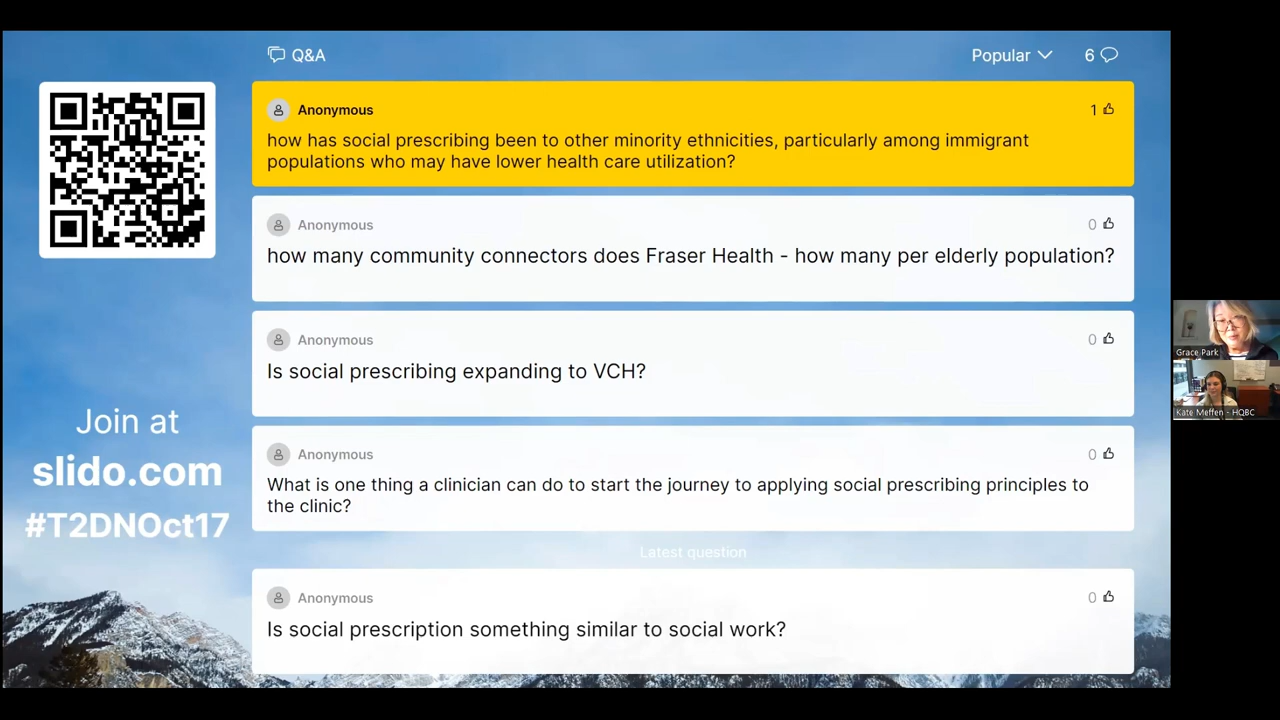 Q&A
Popular
6
Anonymous
1
how has social prescribing been to other minority ethnicities, particularly among immigrant
populations who may have lower health care utilization?
Anonymous
0
how many community connectors does Fraser Health - how many per elderly population?
Anonymous
0
Is social prescribing expanding to VCH?
Anonymous
0
What is one thing a clinician can do to start the journey to applying social prescribing principles to
the clinic?
Latest question
Anonymous
0
Is social prescription something similar to social work?
Join at
slido.com
#T2DNOct17
Grace Park
Kate Meffen - HQBC